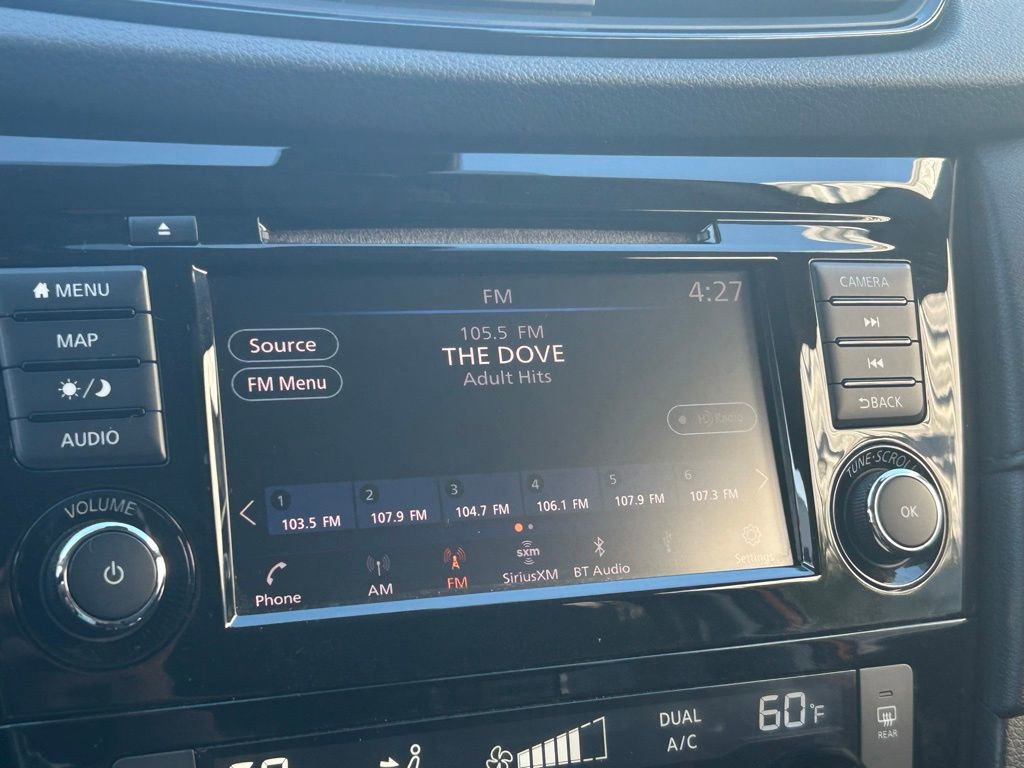 MENU
MAP
AUDIO
VOLUME
FM
4:27
105.5 FM
THE DOVE
Adult Hits
Source
FM Menu
HD Radio
1
103.5 FM
2
107.9 FM
3
104.7 FM
4
106.1 FM
5
107.9 FM
6
107.3 FM
Phone
AM
FM
sxm
SiriusXM
BT Audio
Settings
CAMERA
BACK
TUNE·SCROLL
OK
DUAL
A/C
60°F
REAR